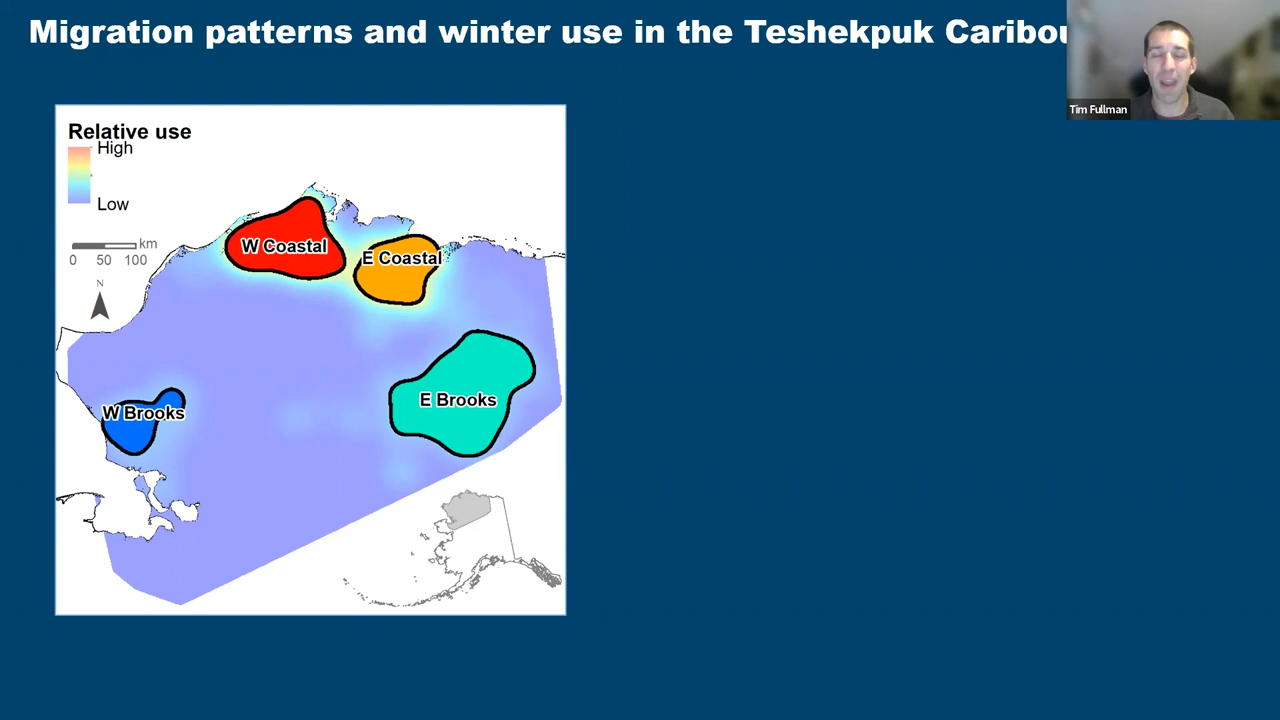 Migration patterns and winter use in the Teshekpuk Caribou
Tim Fullman
Relative use
High
Low
km
0 50 100
N
W Coastal
E Coastal
E Brooks
W Brooks